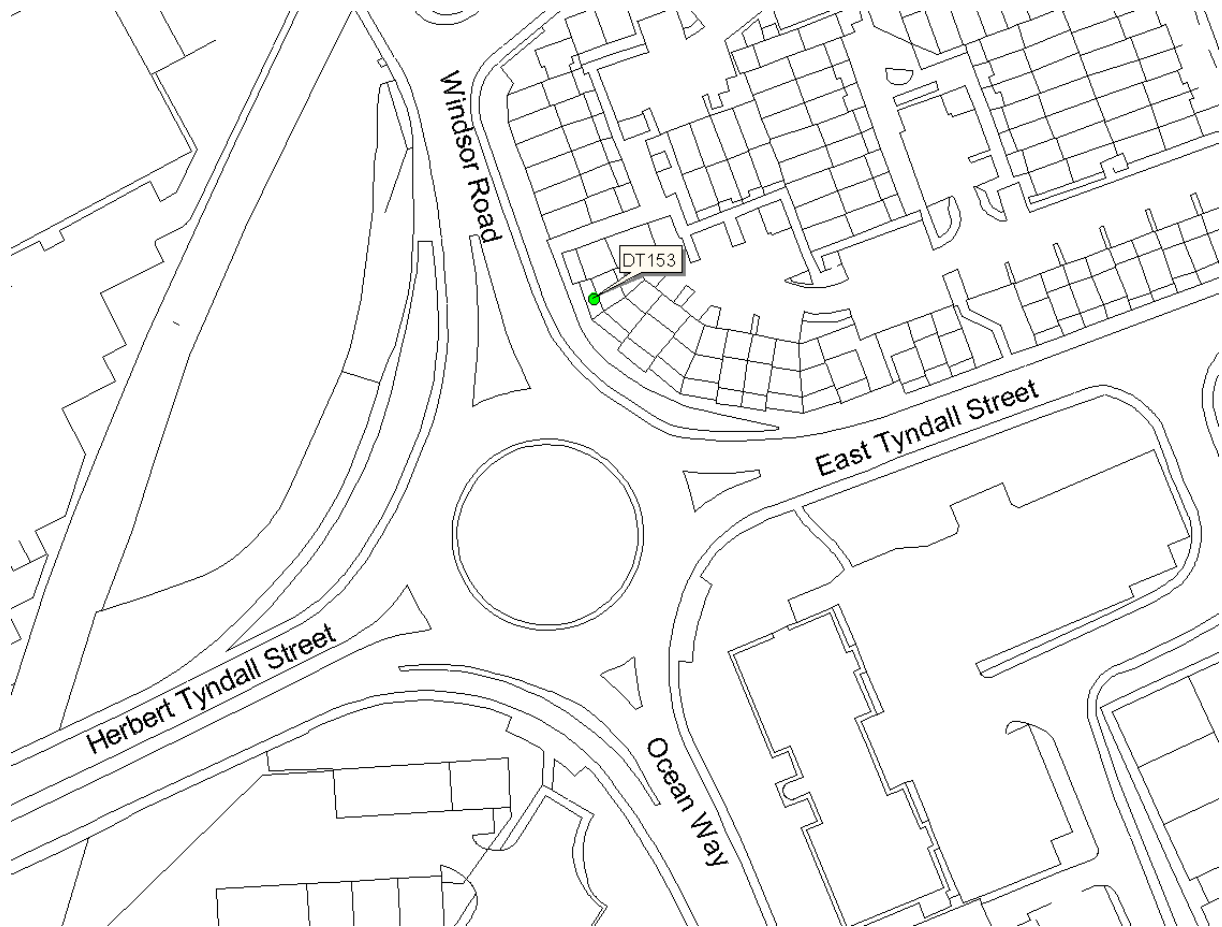 Windsor Road
DT153
East Tyndall Street
Herbert Tyndall Street
Ocean Way